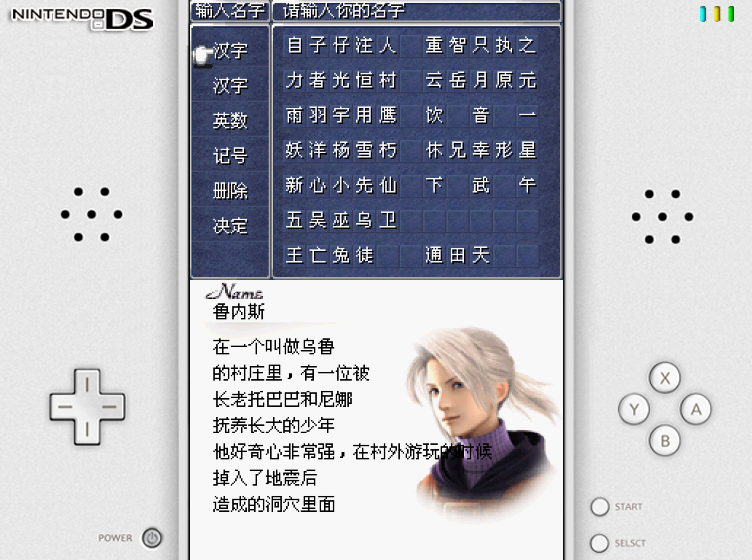 NINTENDO DS
输入名字 请输入你的名字
汉字
汉字
英数
记号
删除
决定
自子仔注人 重智只执之
力者光恒村 云岳月原元
雨羽宇用鹰 饮 音 一
妖洋杨雪朽 休兄幸形星
新心小先仙 下 武 午
五吴巫乌卫
王亡兔徒 通田天
Name
鲁内斯
在一个叫做乌鲁
的村庄里，有一位被
长老托巴巴和尼娜
抚养长大的少年
他好奇心非常强，在村外游玩的时候
掉入了地震后
造成的洞穴里面
X
Y
A
B
START
SELSCT
POWER